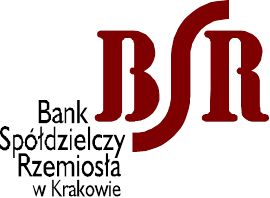 BSR
Bank
Spółdzielczy
Rzemiosła
w Krakowie